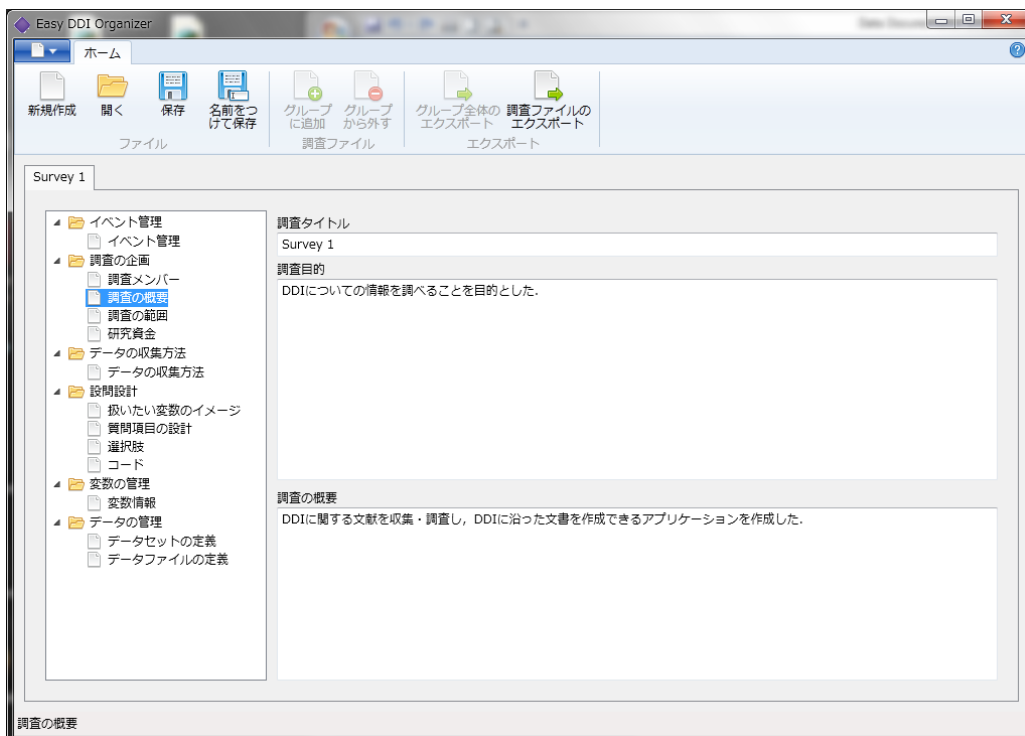 Easy DDI Organizer
ホーム
新規作成
開く
保存
名前をつ
けて保存
グループ
に追加
グループ
から外す
グループ全体の
エクスポート
調査ファイルの
エクスポート
ファイル
調査ファイル
エクスポート
Survey 1
イベント管理
イベント管理
調査の企画
調査メンバー
調査の概要
調査の範囲
研究資金
データの収集方法
データの収集方法
設問設計
扱いたい変数のイメージ
質問項目の設計
選択肢
コード
変数の管理
変数情報
データの管理
データセットの定義
データファイルの定義
調査タイトル
Survey 1
調査目的
DDIについての情報を調べることを目的とした.
調査の概要
DDIに関する文献を収集・調査し，DDIに沿った文書を作成できるアプリケーションを作成した.
調査の概要